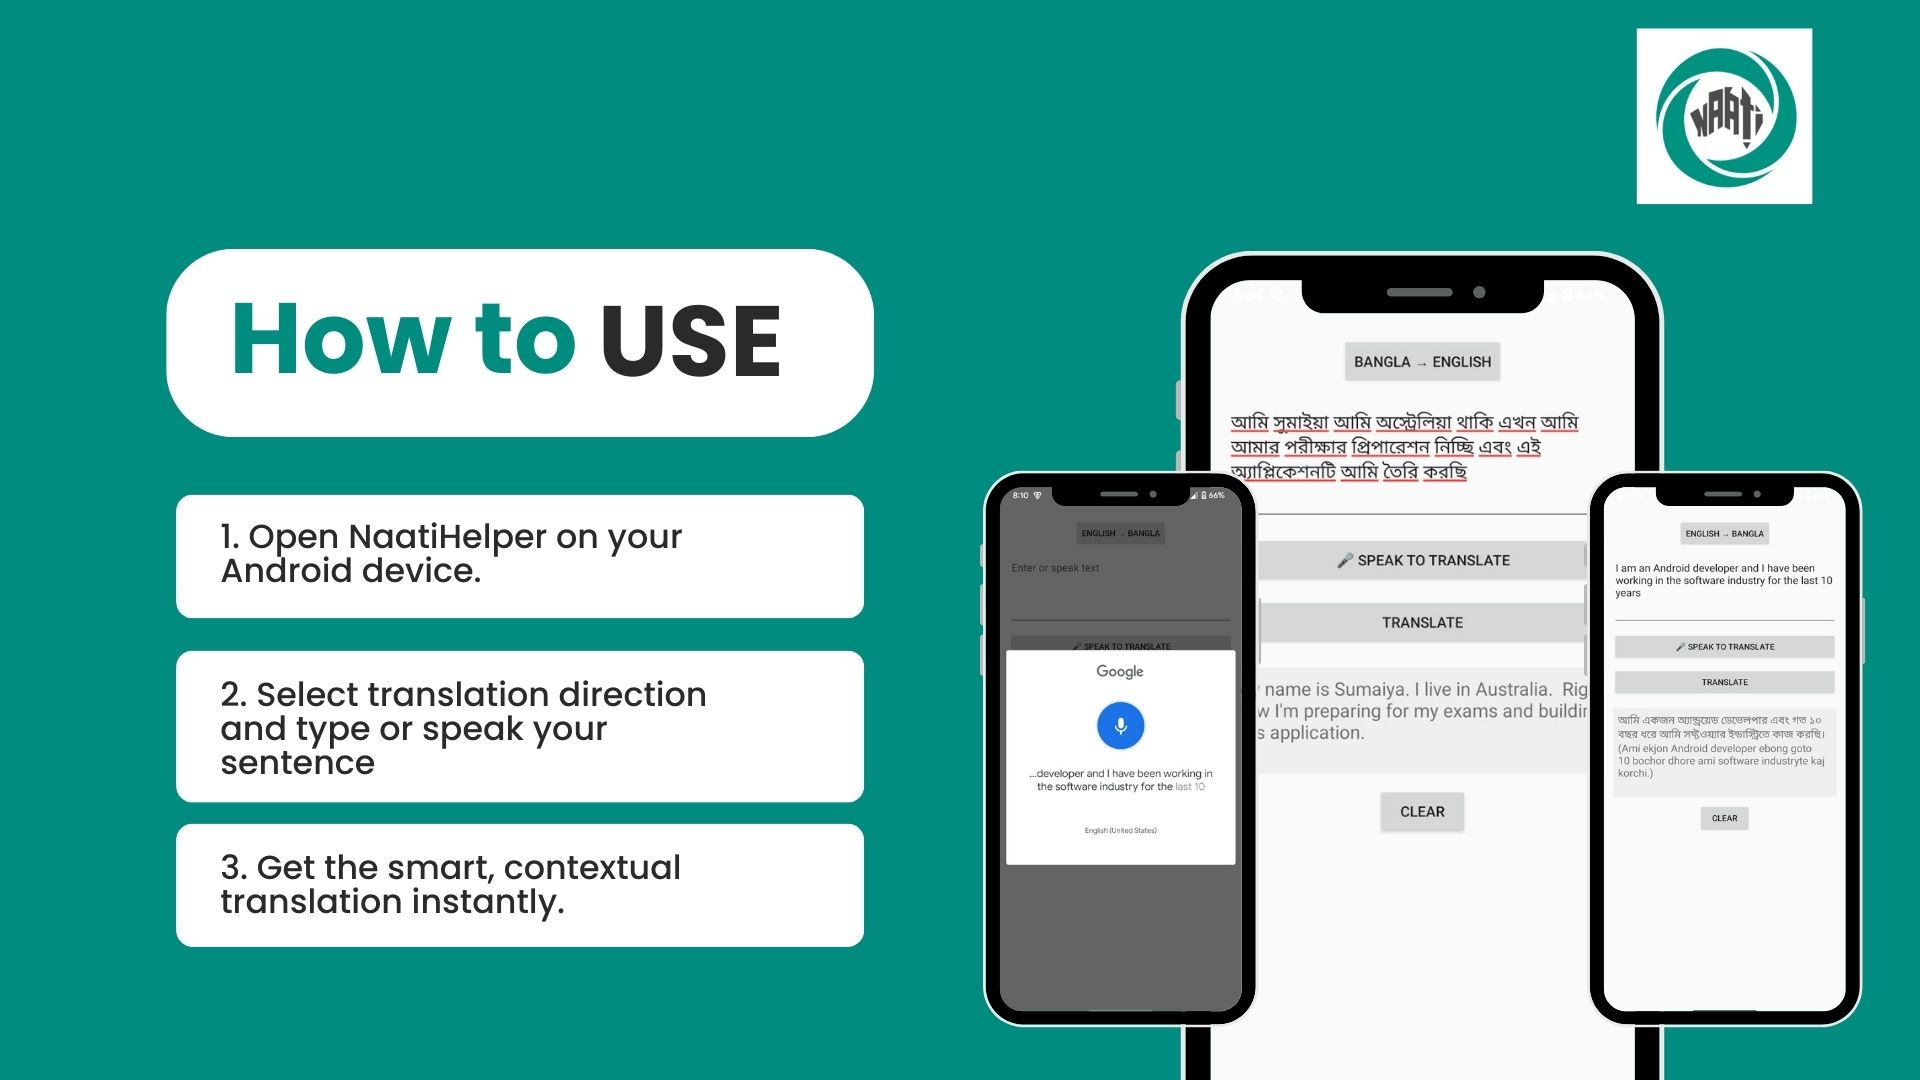 NAATI
How to USE
1. Open NaatiHelper on your
Android device.
2. Select translation direction
and type or speak your
sentence
3. Get the smart, contextual
translation instantly.
BANGLA → ENGLISH
আমি সুমাইয়া আমি অস্ট্রেলিয়া থাকি এখন আমি
আমার পরীক্ষার প্রিপারেশন নিচ্ছি এবং এই
অ্যাপ্লিকেশনটি আমি তৈরি করছি
SPEAK TO TRANSLATE
TRANSLATE
name is Sumaiya. I live in Australia. Rig
w I'm preparing for my exams and buildin
s application.
CLEAR
8:10
66%
ENGLISH → BANGLA
Enter or speak text
SPEAK TO TRANSLATE
Google
...developer and I have been working in
the software industry for the last 10
English (United States)
ENGLISH → BANGLA
I am an Android developer and I have been
working in the software industry for the last 10
years
SPEAK TO TRANSLATE
TRANSLATE
আমি একজন অ্যান্ড্রয়েড ডেভেলপার এবং গত ১০
বছর ধরে আমি সফ্টওয়্যার ইন্ডাস্ট্রিতে কাজ করছি।
(Ami ekjon Android developer ebong goto
10 bochor dhore ami software industryte kaj
korchi.)
CLEAR